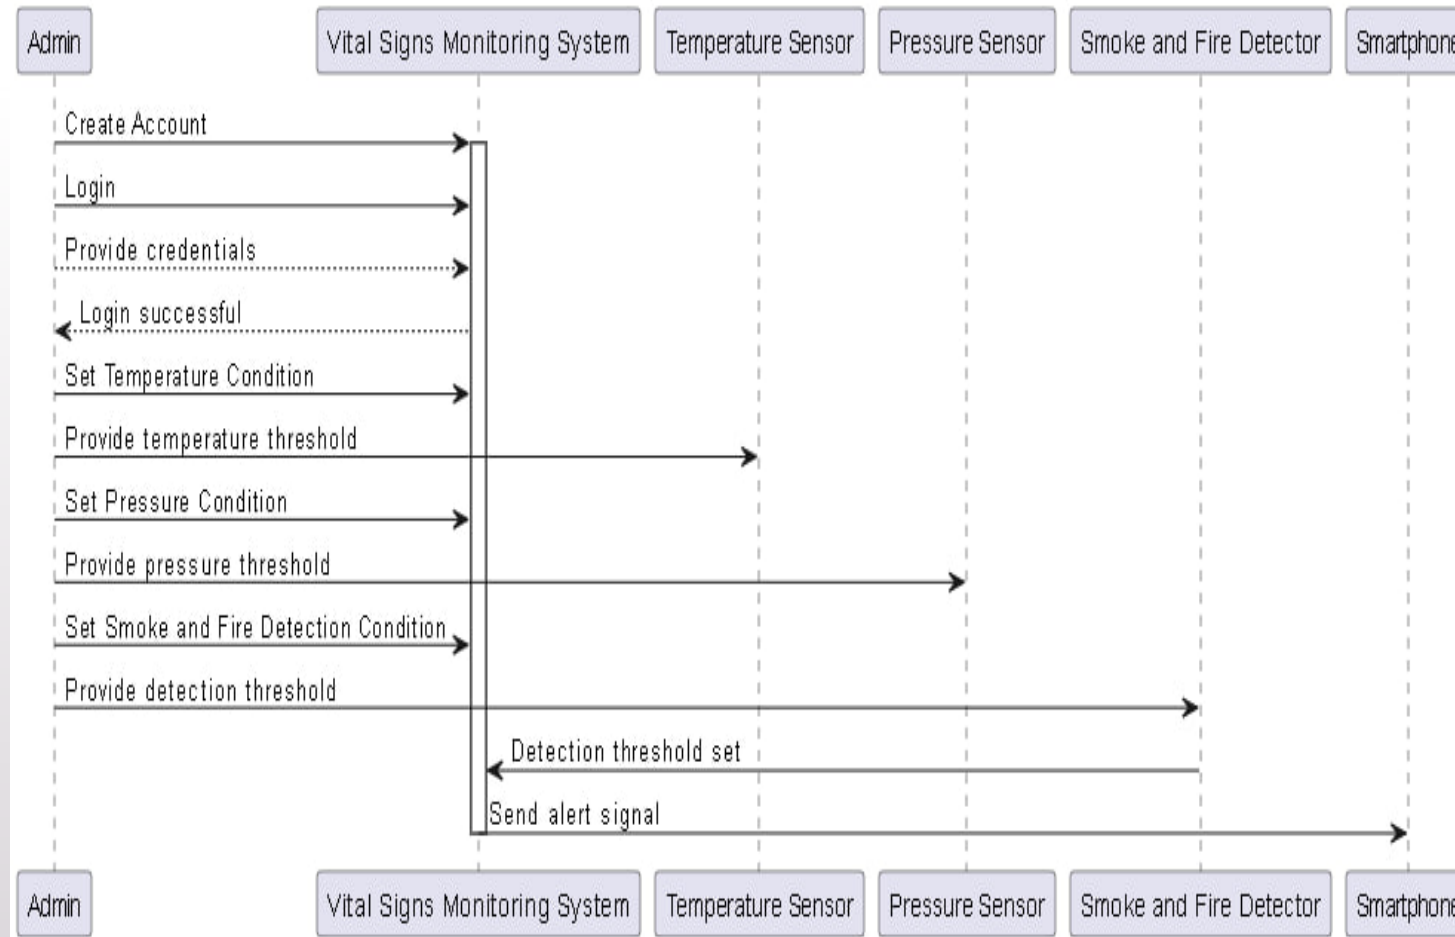 Admin
Vital Signs Monitoring System
Temperature Sensor
Pressure Sensor
Smoke and Fire Detector
Smartphone
Create Account
Login
Provide credentials
Login successful
Set Temperature Condition
Provide temperature threshold
Set Pressure Condition
Provide pressure threshold
Set Smoke and Fire Detection Condition
Provide detection threshold
Detection threshold set
Send alert signal
Admin
Vital Signs Monitoring System
Temperature Sensor
Pressure Sensor
Smoke and Fire Detector
Smartphone